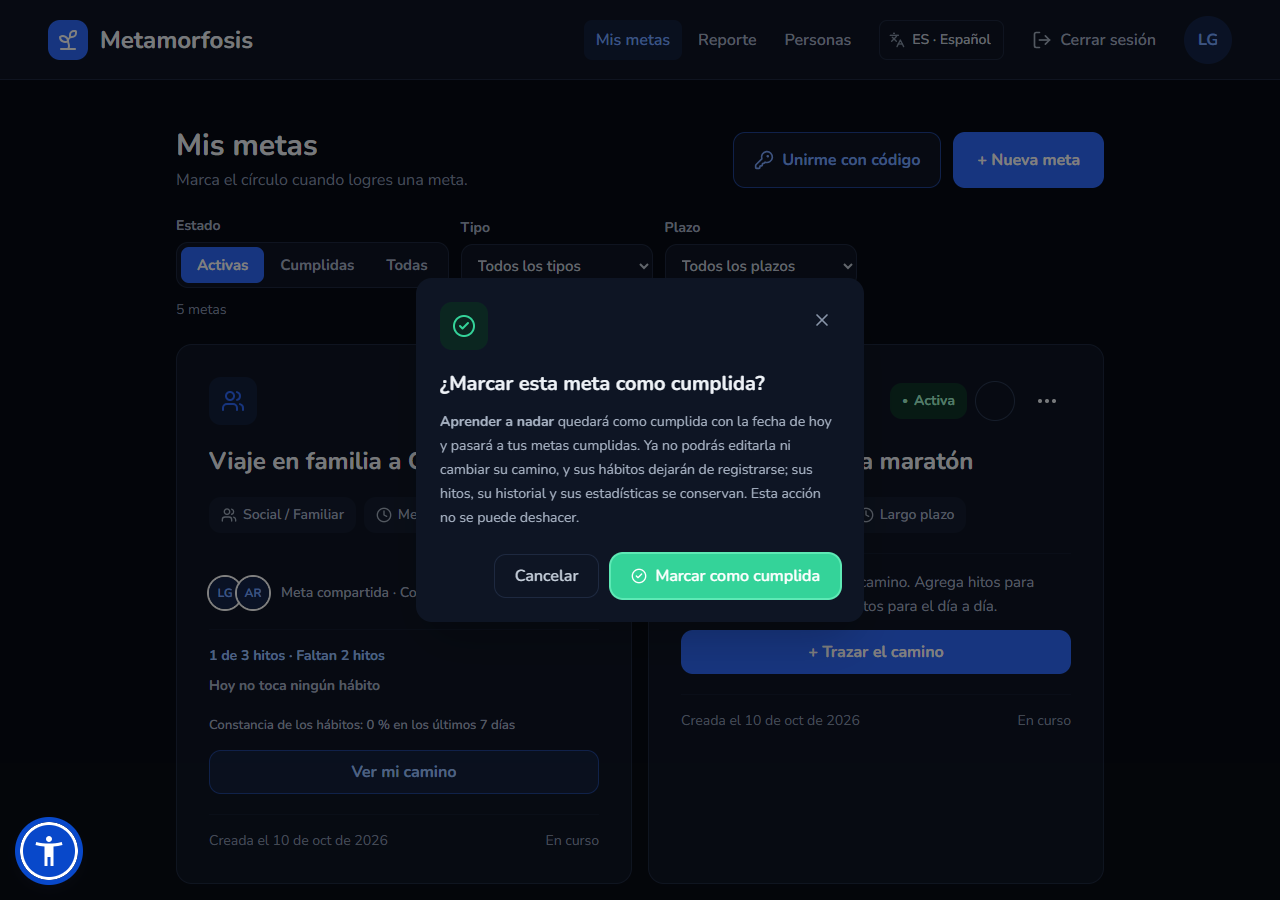 Metamorfosis
Mis metas
Reporte
Personas
ES · Español
Cerrar sesión
LG
Mis metas
Marca el círculo cuando logres una meta.
Unirme con código
+ Nueva meta
Estado
Tipo
Plazo
Activas
Cumplidas
Todas
Todos los tipos
Todos los plazos
5 metas
¿Marcar esta meta como cumplida?
Aprender a nadar quedará como cumplida con la fecha de hoy
y pasará a tus metas cumplidas. Ya no podrás editarla ni
cambiar su camino, y sus hábitos dejarán de registrarse; sus
hitos, su historial y sus estadísticas se conservan. Esta acción
no se puede deshacer.
Cancelar
Marcar como cumplida
Viaje en familia a
Social / Familiar
LG
AR
Meta compartida ·
1 de 3 hitos · Faltan 2 hitos
Hoy no toca ningún hábito
Constancia de los hábitos: 0 % en los últimos 7 días
Ver mi camino
Creada el 10 de oct de 2026
En curso
• Activa
maratón
Largo plazo
camino. Agrega hitos para
para el día a día.
+ Trazar el camino
Creada el 10 de oct de 2026
En curso